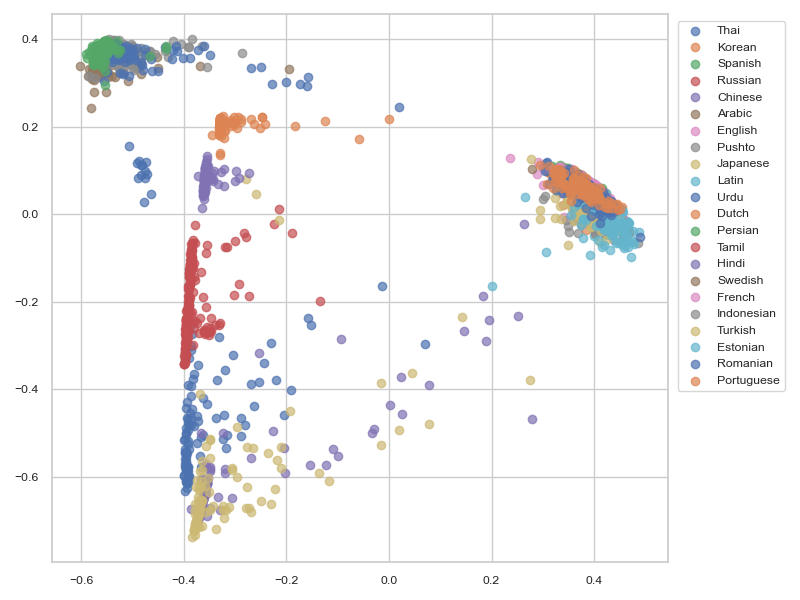 0.4
0.2
0.0
−0.2
−0.4
−0.6
−0.6
−0.4
−0.2
0.0
0.2
0.4
Thai
Korean
Spanish
Russian
Chinese
Arabic
English
Pushto
Japanese
Latin
Urdu
Dutch
Persian
Tamil
Hindi
Swedish
French
Indonesian
Turkish
Estonian
Romanian
Portuguese